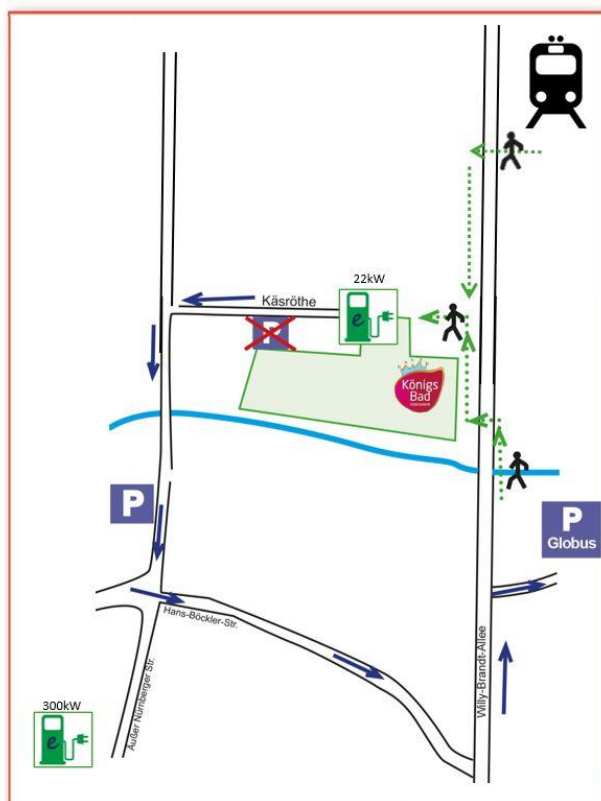 22kW
Käsröthe
e
P
Königs
Bad
P
P
Globus
Hans-Böckler-Str.
Willy-Brandt-Allee
Außer Nürnberger Str.
300kW
e